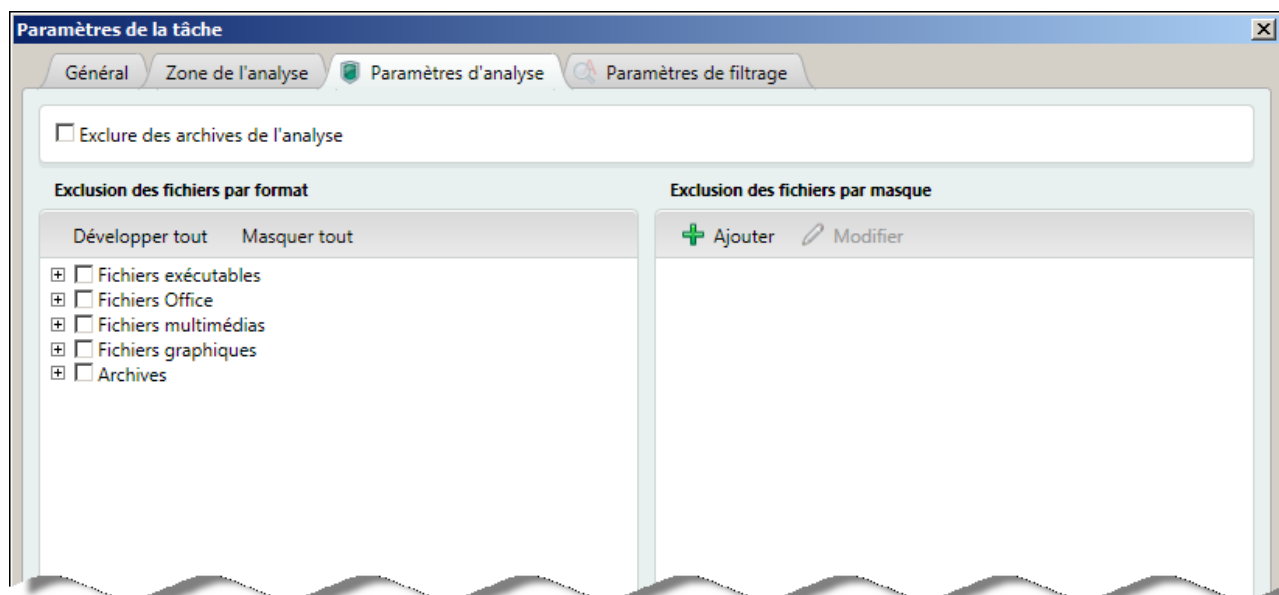 Paramètres de la tâche
Général Zone de l'analyse Paramètres d'analyse Paramètres de filtrage
Exclure des archives de l'analyse
Exclusion des fichiers par format Exclusion des fichiers par masque
Développer tout Masquer tout Ajouter Modifier
Fichiers exécutables
Fichiers Office
Fichiers multimédias
Fichiers graphiques
Archives